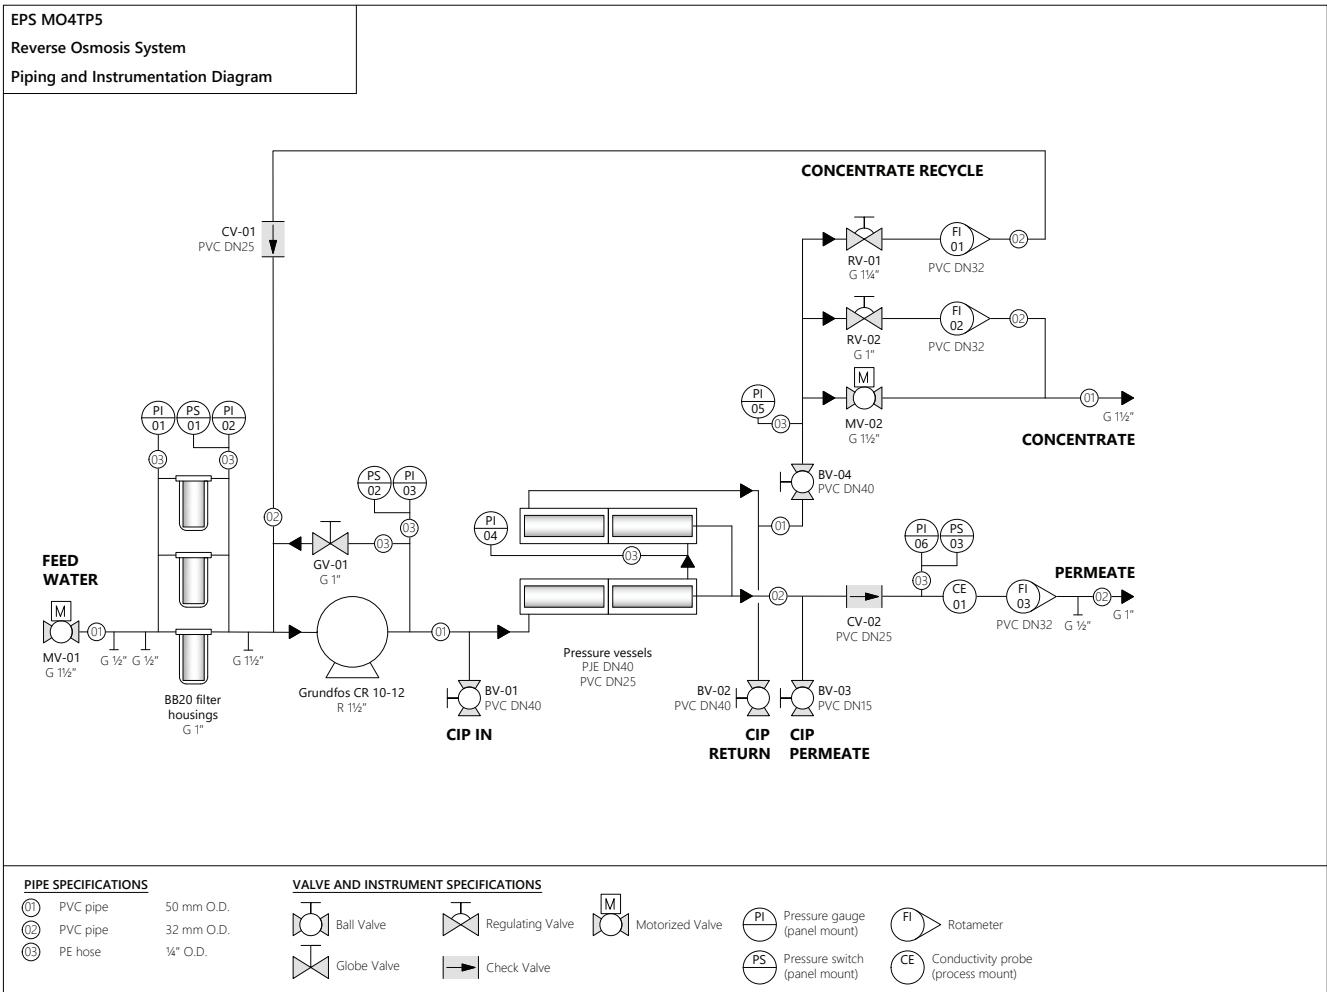 EPS MO4TP5
Reverse Osmosis System
Piping and Instrumentation Diagram
CONCENTRATE RECYCLE
CV-01
PVC DN25
FI
01
02
RV-01
G 1¼"
PVC DN32
FI
02
02
RV-02
G 1"
PVC DN32
M
MV-02
G 1½"
01
G 1½"
CONCENTRATE
PI
05
03
BV-04
PVC DN40
01
PI
01
PS
01
PI
02
03
03
PS
02
PI
03
03
02
03
GV-01
G 1"
PI
04
03
FEED
WATER
M
MV-01
G 1½"
01
G ½"
G ½"
G 1½"
BB20 filter
housings
G 1"
Grundfos CR 10-12
R 1½"
01
BV-01
PVC DN40
CIP IN
Pressure vessels
PJE DN40
PVC DN25
BV-02
PVC DN40
CIP
RETURN
BV-03
PVC DN15
CIP
PERMEATE
02
CV-02
PVC DN25
PI
06
PS
03
03
CE
01
FI
03
PVC DN32
G ½"
02
G 1"
PERMEATE
PIPE SPECIFICATIONS
01 PVC pipe 50 mm O.D.
02 PVC pipe 32 mm O.D.
03 PE hose ¼" O.D.
VALVE AND INSTRUMENT SPECIFICATIONS
Ball Valve
Regulating Valve
M
Motorized Valve
PI
Pressure gauge
(panel mount)
FI
Rotameter
Globe Valve
Check Valve
PS
Pressure switch
(panel mount)
CE
Conductivity probe
(process mount)